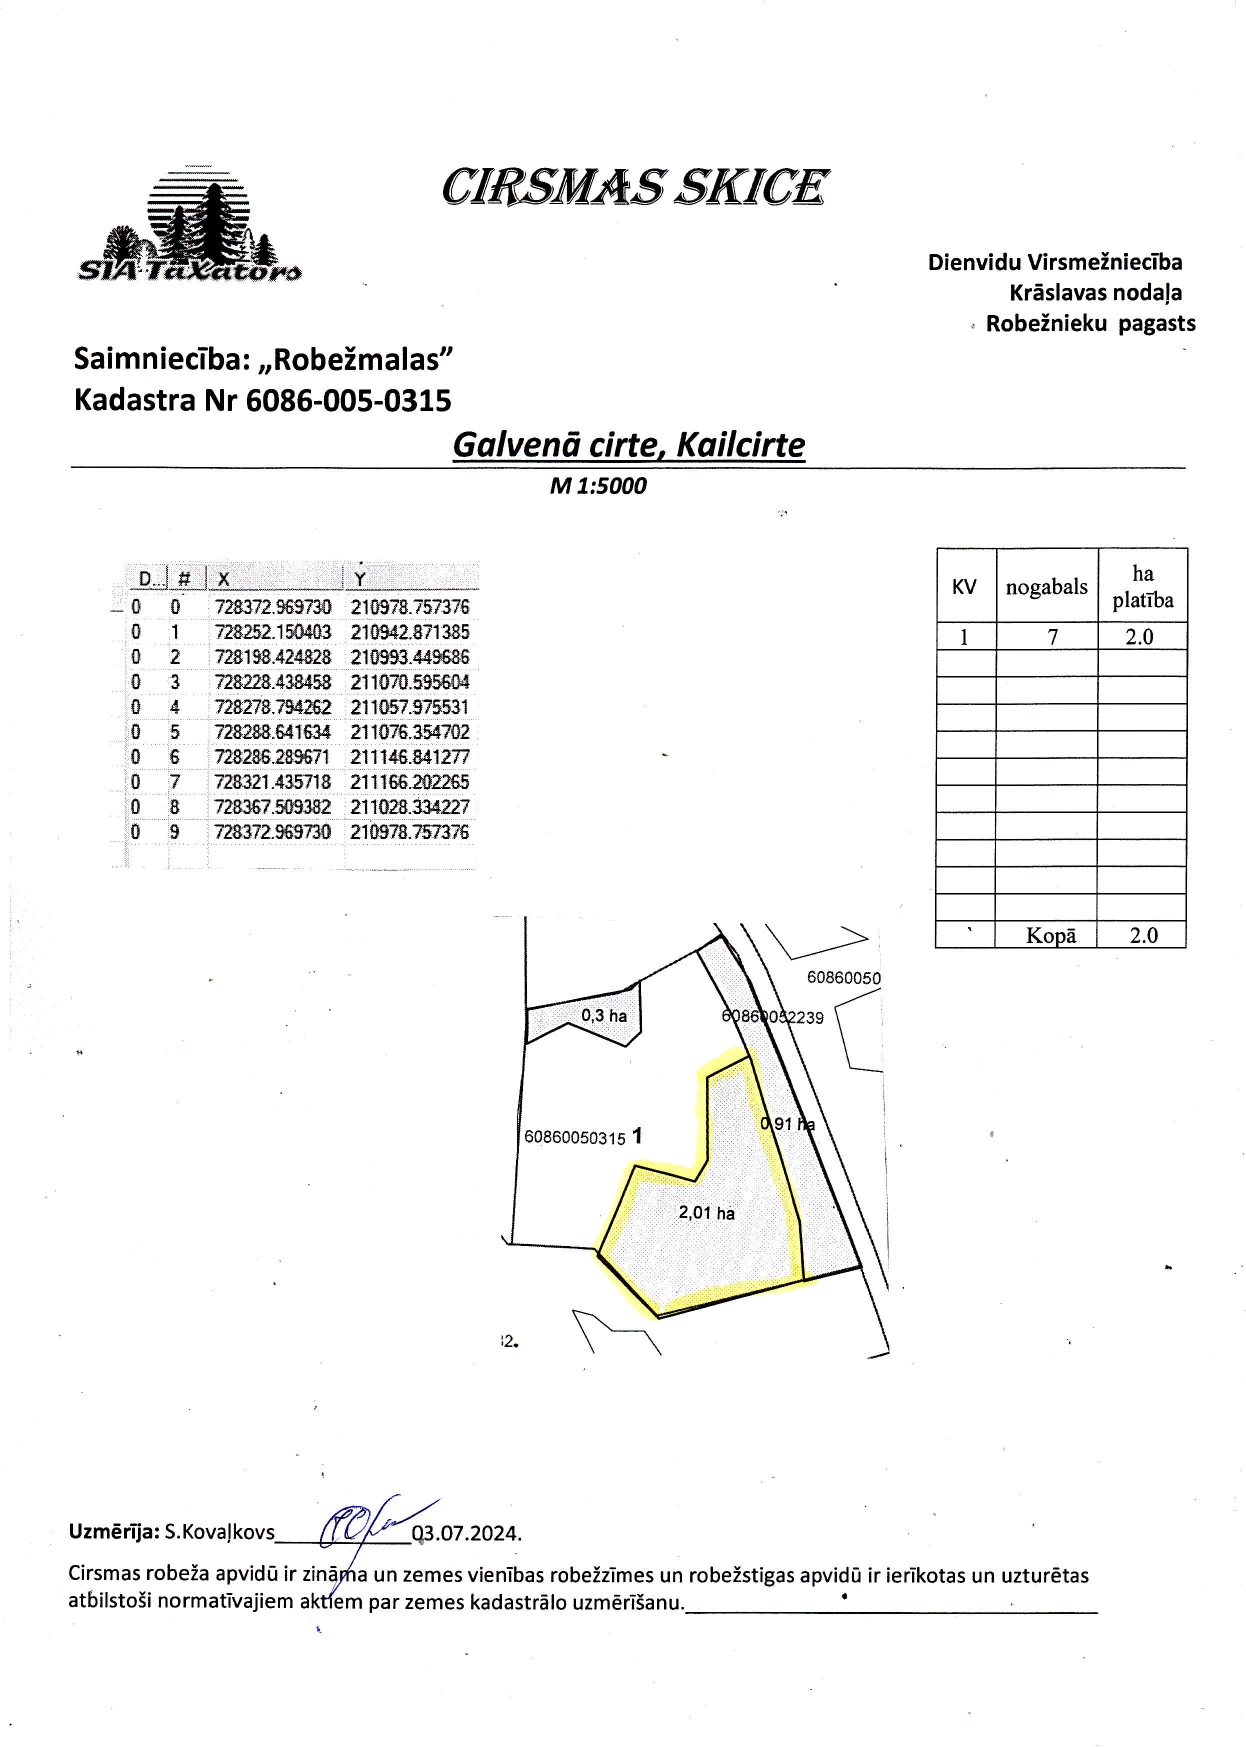 CIRSMAS SKICE
SIA Taxators
Dienvidu Virsmežniecība
Krāslavas nodaļa
Robežnieku pagasts
Saimniecība: „Robežmalas”
Kadastra Nr 6086-005-0315
Galvenā cirte, Kailcirte
M 1:5000
D... # X Y
0 0 728372.969730 210978.757376
0 1 728252.150403 210942.871385
0 2 728198.424828 210993.449686
0 3 728228.438458 211070.595604
0 4 728278.794262 211057.975531
0 5 728288.641634 211076.354702
0 6 728286.289671 211146.841277
0 7 728321.435718 211166.202265
0 8 728367.509382 211028.334227
0 9 728372.969730 210978.757376
KV nogabals ha platība
1 7 2.0
Kopā 2.0
60860050
0,3 ha
60860052239
0,91 ha
60860050315 1
2,01 ha
2.
Uzmērīja: S.Kovaļkovs 03.07.2024.
Cirsmas robeža apvidū ir zināma un zemes vienības robežzīmes un robežstigas apvidū ir ierīkotas un uzturētas
atbilstoši normatīvajiem aktiem par zemes kadastrālo uzmērīšanu.